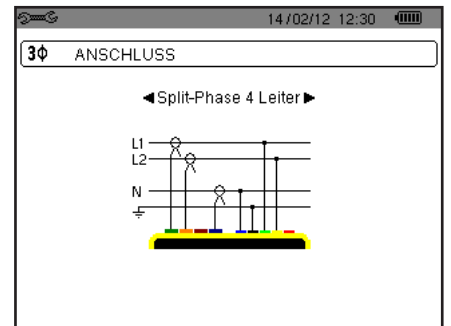 14/02/12 12:30
3Φ ANSCHLUSS
◄Split-Phase 4 Leiter►
L1
L2
N